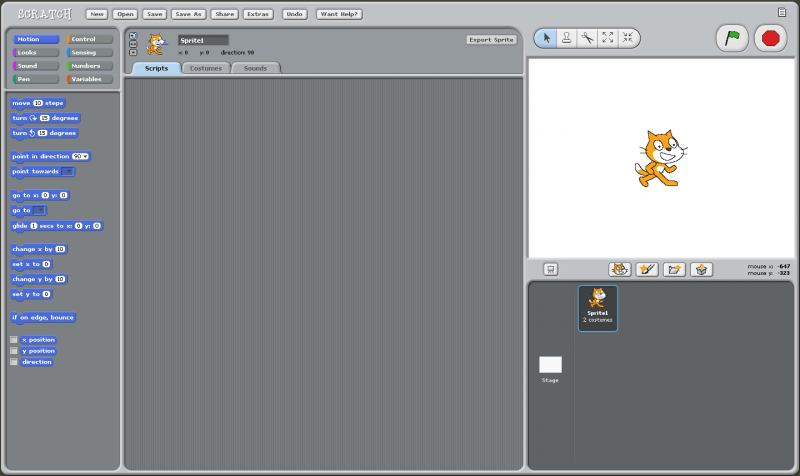 SCRATCH New Open Save Save As Share Extras Undo Want Help?
Motion Control
Looks Sensing
Sound Numbers
Pen Variables
Sprite1
x: 0 y: 0 direction: 90
Export Sprite
Scripts Costumes Sounds
move 10 steps
turn 15 degrees
turn 15 degrees
point in direction 90
point towards
go to x: 0 y: 0
go to
glide 1 secs to x: 0 y: 0
change x by 10
set x to 0
change y by 10
set y to 0
if on edge, bounce
x position
y position
direction
mouse x: -647
mouse y: -323
Sprite1
2 costumes
Stage